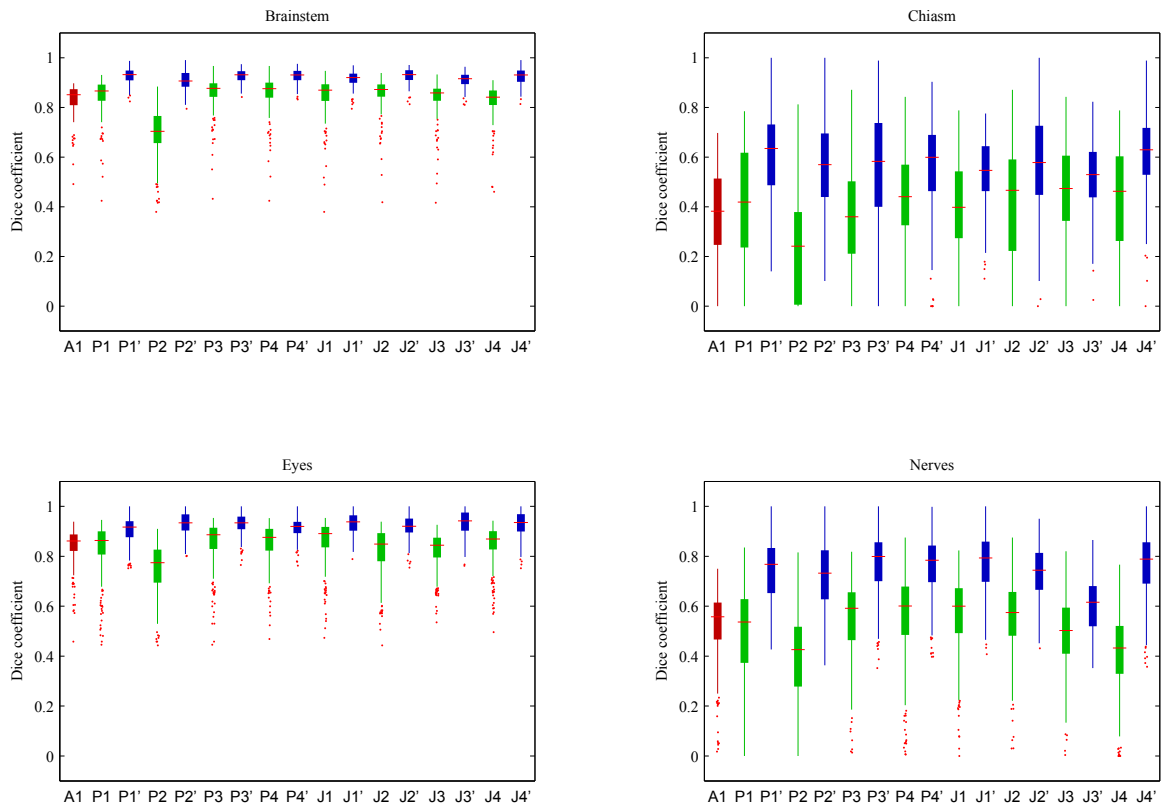 Brainstem
1
0.8
0.6
0.4
0.2
0
Dice coefficient
A1 P1 P1’ P2 P2’ P3 P3’ P4 P4’ J1 J1’ J2 J2’ J3 J3’ J4 J4’
Chiasm
1
0.8
0.6
0.4
0.2
0
Dice coefficient
A1 P1 P1’ P2 P2’ P3 P3’ P4 P4’ J1 J1’ J2 J2’ J3 J3’ J4 J4’
Eyes
1
0.8
0.6
0.4
0.2
0
Dice coefficient
A1 P1 P1’ P2 P2’ P3 P3’ P4 P4’ J1 J1’ J2 J2’ J3 J3’ J4 J4’
Nerves
1
0.8
0.6
0.4
0.2
0
Dice coefficient
A1 P1 P1’ P2 P2’ P3 P3’ P4 P4’ J1 J1’ J2 J2’ J3 J3’ J4 J4’